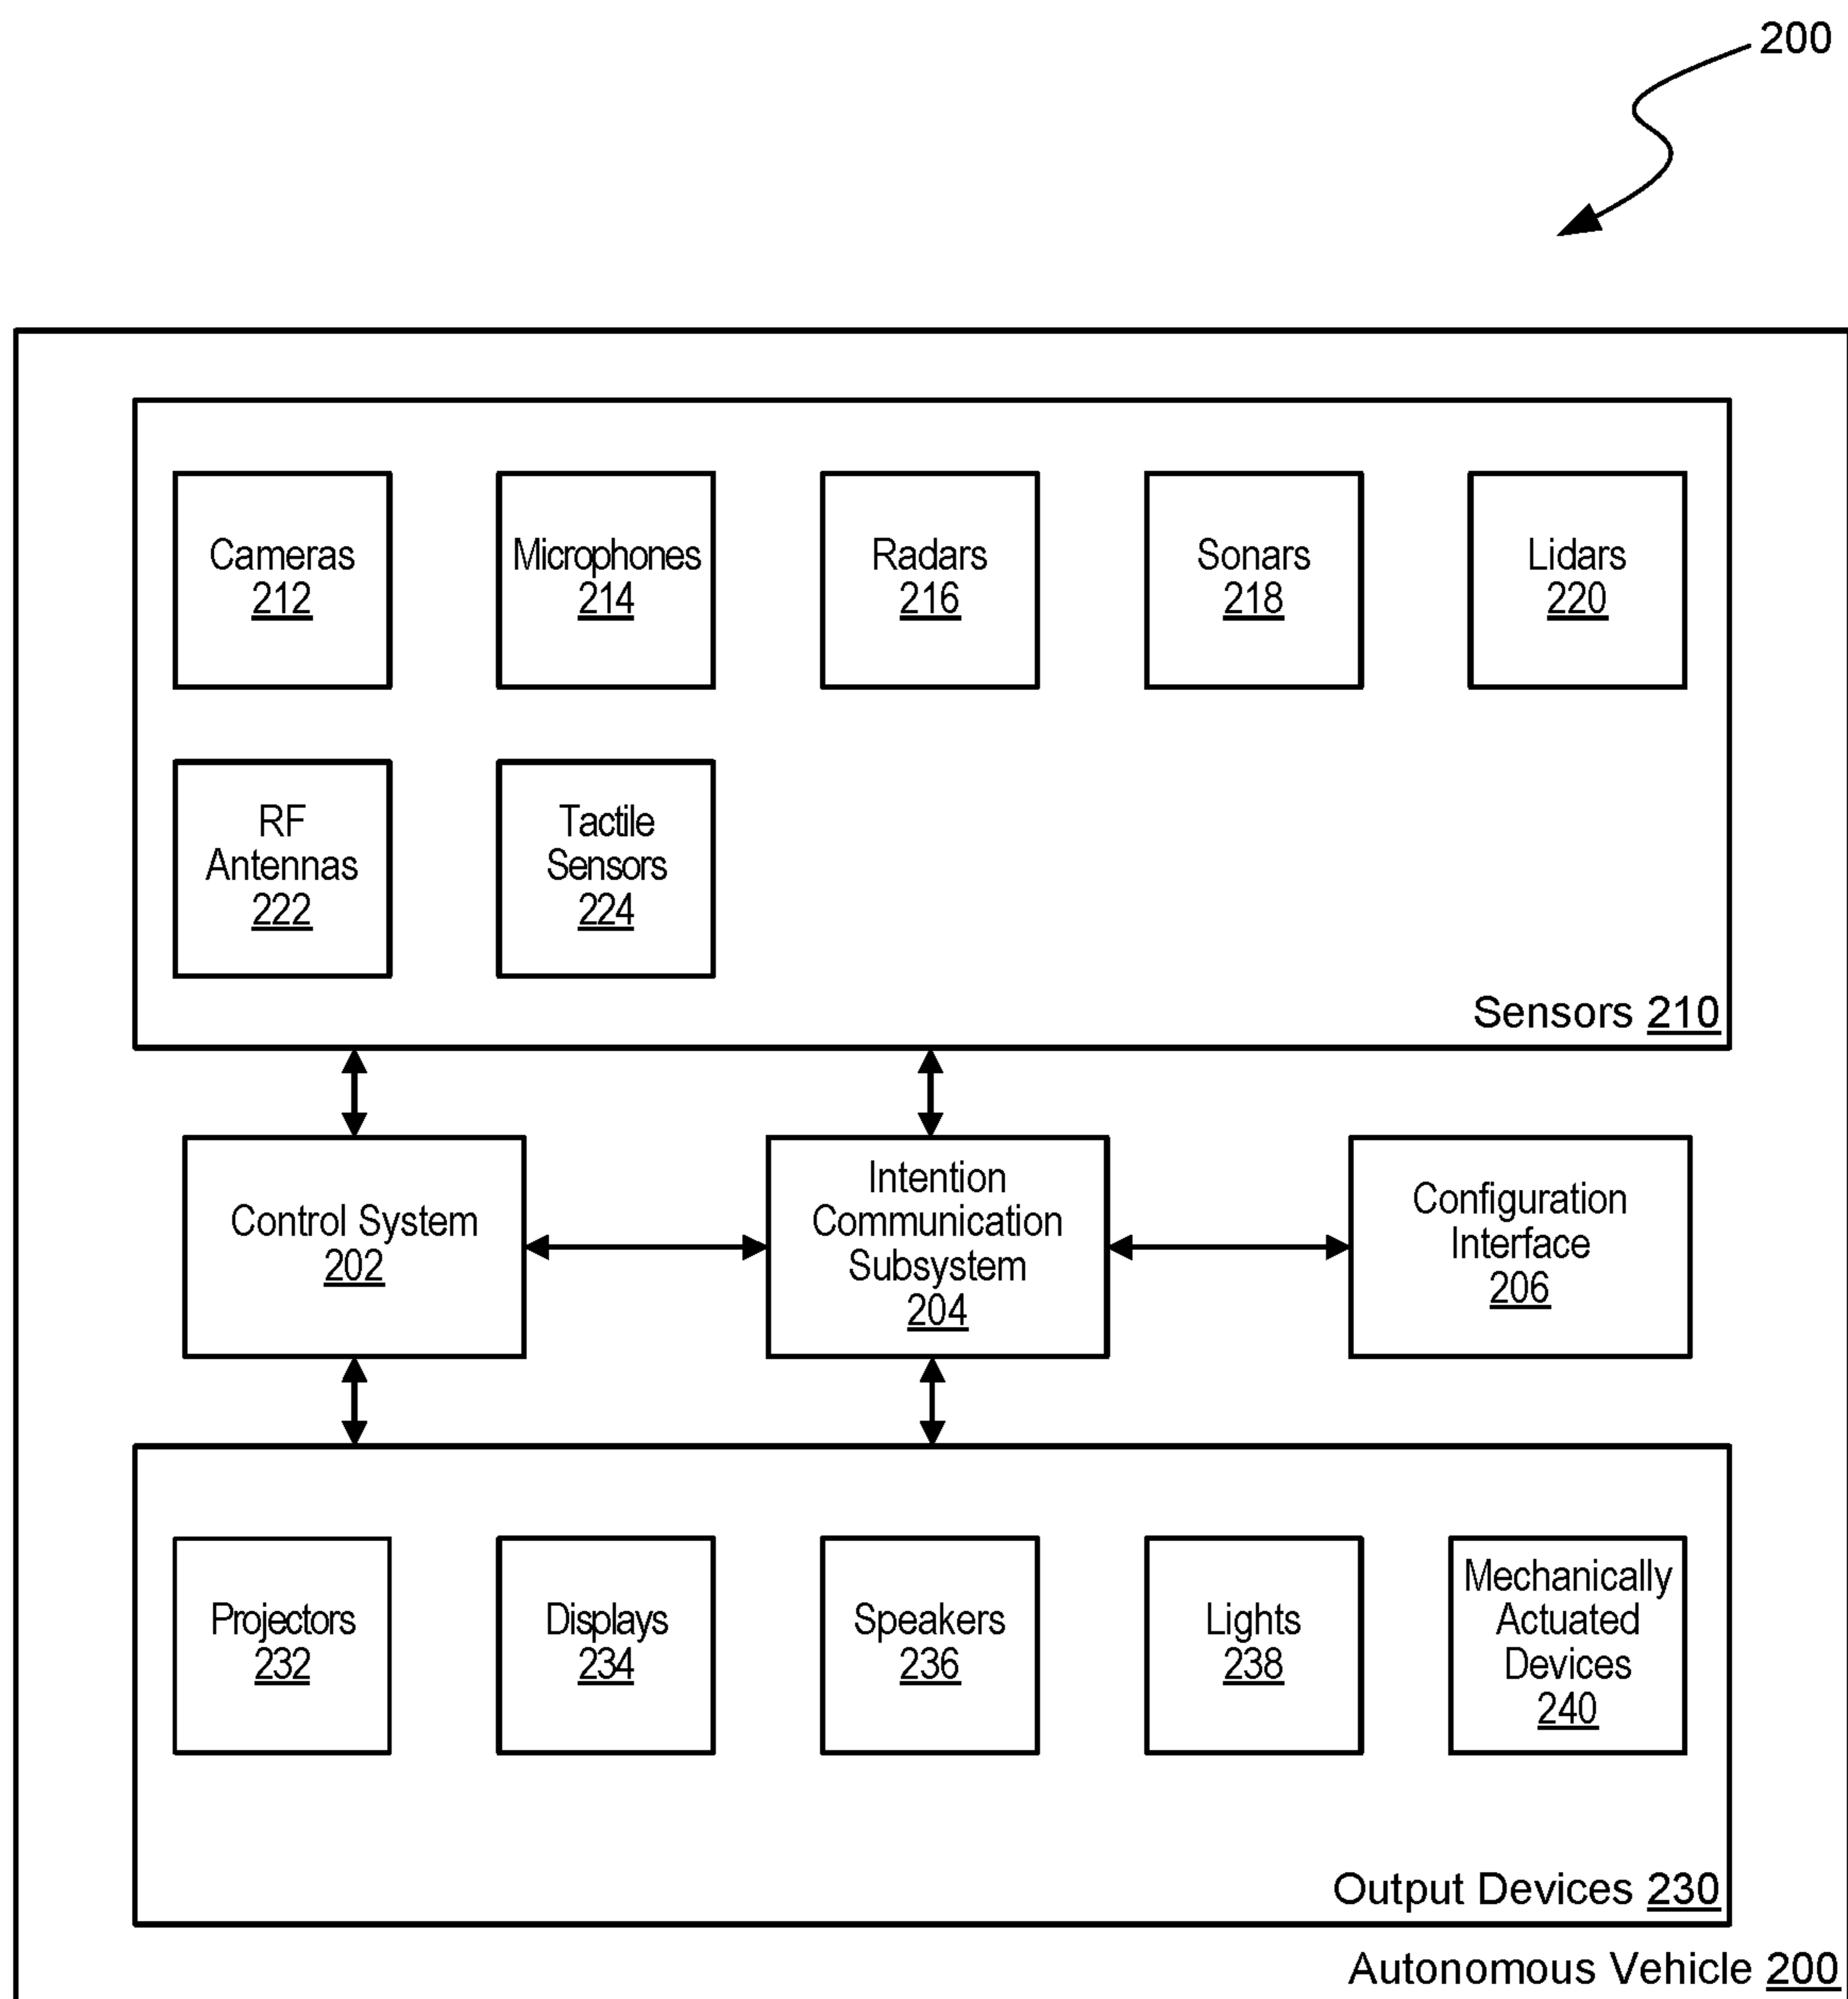 200
Cameras
212
Microphones
214
Radars
216
Sonars
218
Lidars
220
RF
Antennas
222
Tactile
Sensors
224
Sensors 210
Control System
202
Intention
Communication
Subsystem
204
Configuration
Interface
206
Projectors
232
Displays
234
Speakers
236
Lights
238
Mechanically
Actuated
Devices
240
Output Devices 230
Autonomous Vehicle 200